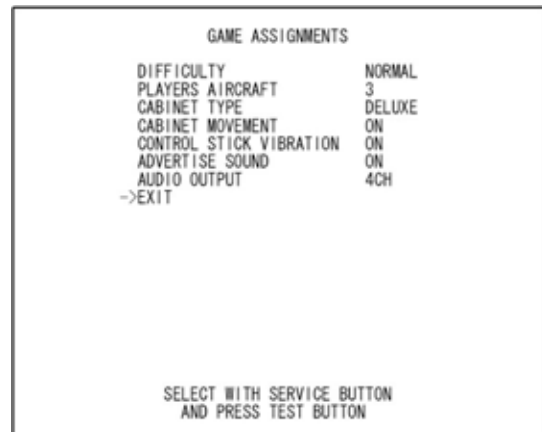 GAME ASSIGNMENTS
DIFFICULTY NORMAL
PLAYERS AIRCRAFT 3
CABINET TYPE DELUXE
CABINET MOVEMENT ON
CONTROL STICK VIBRATION ON
ADVERTISE SOUND ON
AUDIO OUTPUT 4CH
->EXIT
SELECT WITH SERVICE BUTTON
AND PRESS TEST BUTTON